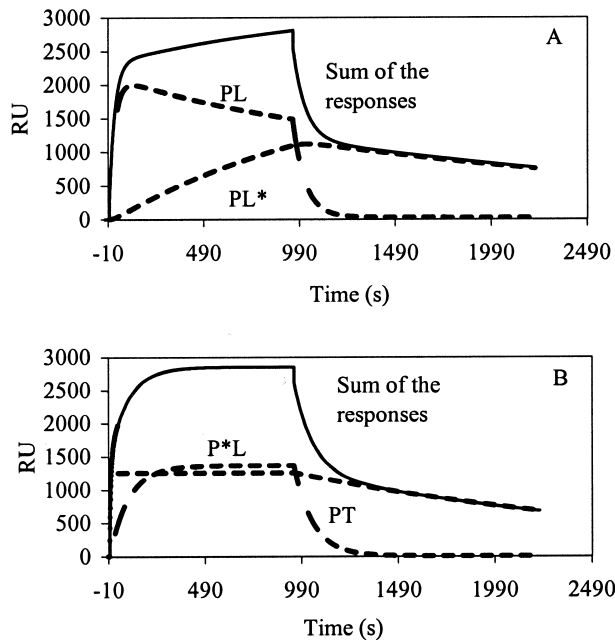 3000
A
2500
Sum of the
responses
2000
PL
RU
1500
1000
500
PL*
0
-10 490 990 1490 1990 2490
Time (s)
3000
B
2500
Sum of the
responses
2000
P*L
RU
1500
1000
PT
500
0
-10 490 990 1490 1990 2490
Time (s)